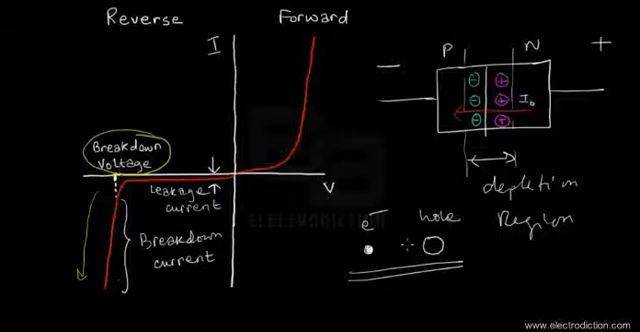 Reverse
Forward
I
P
N
-
+
Breakdown
voltage
Leakage
current
V
Breakdown
current
I₀
depletion
Region
e⁻
hole
ELECTRODICTION
www.electrodiction.com